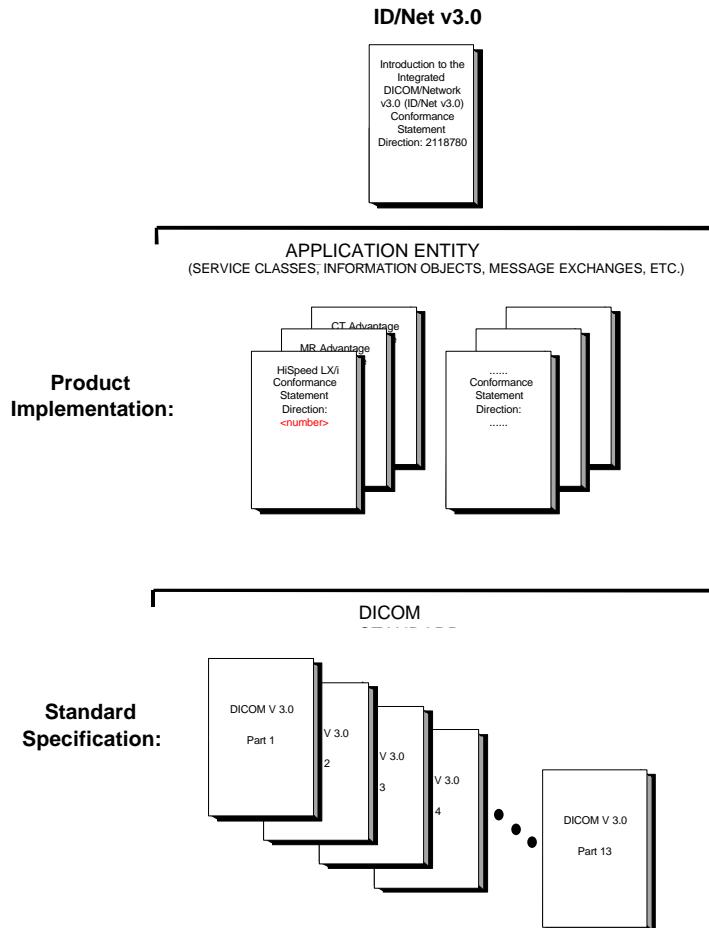 ID/Net v3.0
Introduction to the
Integrated
DICOM/Network
v3.0 (ID/Net v3.0)
Conformance
Statement
Direction: 2118780
APPLICATION ENTITY
(SERVICE CLASSES, INFORMATION OBJECTS, MESSAGE EXCHANGES, ETC.)
Product
Implementation:
CT Advantage
MR Advantage
HiSpeed LX/i
Conformance
Statement
Direction:
<number>
......
Conformance
Statement
Direction:
......
DICOM
Standard
Specification:
DICOM V 3.0
Part 1
V 3.0
2
V 3.0
3
V 3.0
4
DICOM V 3.0
Part 13